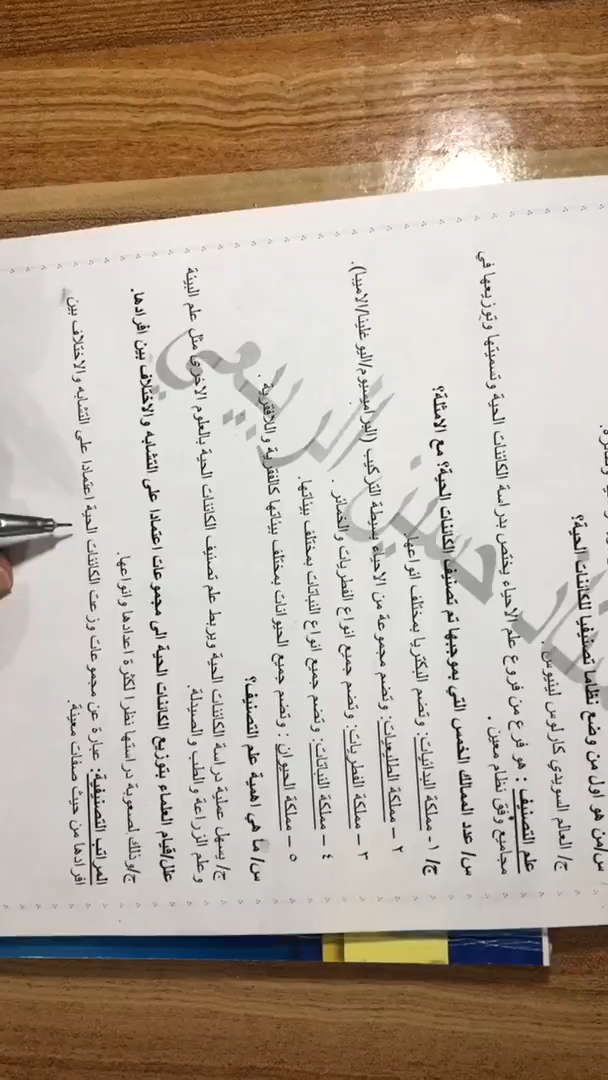 س/من هو اول من وضع نظاما تصنيفيا للكائنات الحية؟
ج/ العالم السويدي كارلوس لينيوس
علم التصنيف : هو فرع من فروع علم الاحياء يختص بدراسة الكائنات الحية وتسميتها وتوزيعها في
مجاميع وفق نظام معين .
س/ عدد الممالك الخمس التي بموجبها تم تصنيف الكائنات الحية؟ مع الامثلة؟
ج/ ١- مملكة البدائيات: وتضم البكتريا بمختلف انواعها.
٢ – مملكة الطليعيات: وتضم مجموعة من الاحياء بسيطة التركيب (البراميسيوم/اليوغلينا/الاميبا).
٣ – مملكة الفطريات: وتضم جميع انواع الفطريات والخمائر .
٤ – مملكة النباتات: وتضم جميع انواع النباتات بمختلف بيئاتها.
٥ – مملكة الحيوان : وتضم جميع الحيوانات بمختلف بيئاتها كالفقرية واللافقرية .
س/ ما هي اهمية علم التصنيف؟
ج/ يسهل عملية دراسة الكائنات الحية ويربط علم تصنيف الكائنات الحية بالعلوم الاخرى مثل علم البيئة
وعلم الزراعة والطب والصيدلة.
علل/قيام العلماء بتوزيع الكائنات الحية الى مجموعات اعتمادا على التشابه والاختلاف بين افرادها.
ج/وذلك لصعوبة دراستها نظرا لكثرة اعدادها وانواعها.
المراتب التصنيفية: عبارة عن مجموعات وزعت الكائنات الحية اعتمادا على التشابه والاختلاف بين
افرادها من حيث صفات معينة.
حسين الربيعي